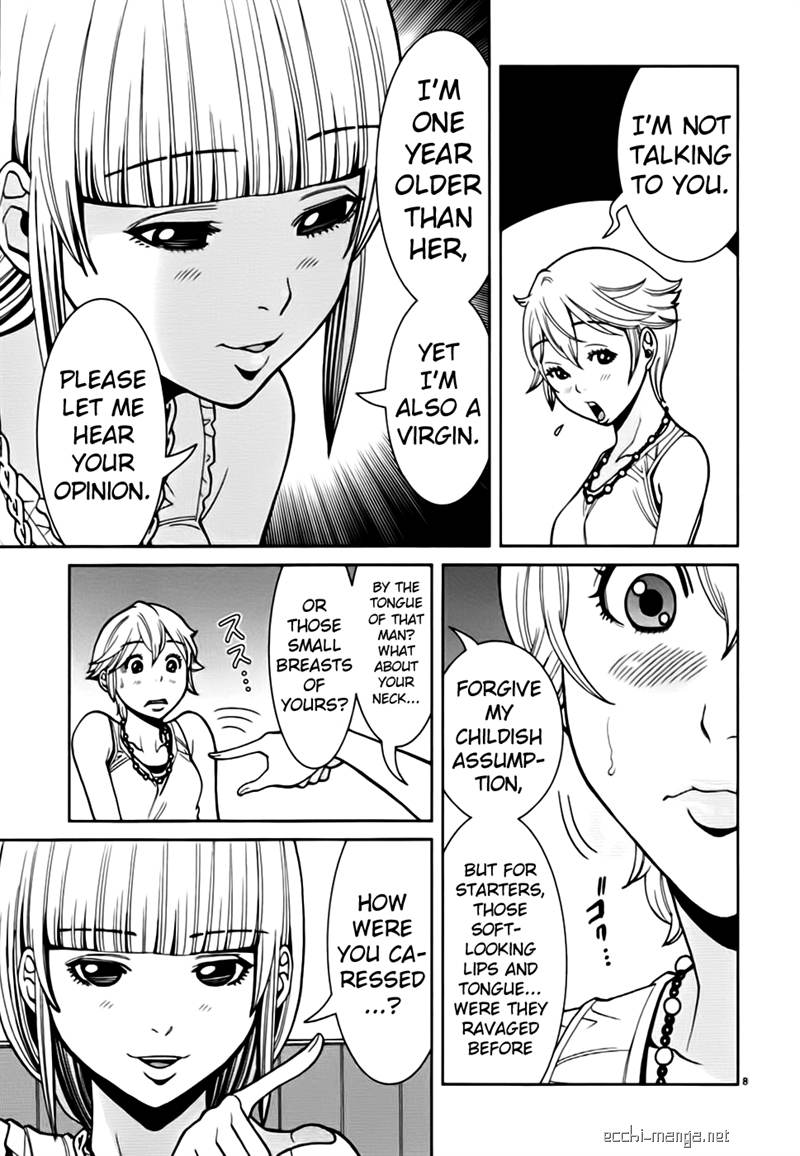 I'M NOT
TALKING
TO YOU.
I'M
ONE
YEAR
OLDER
THAN
HER,
YET
I'M
ALSO A
VIRGIN.
PLEASE
LET ME
HEAR
YOUR
OPINION.
FORGIVE
MY
CHILDISH
ASSUMP-
TION,
BUT FOR
STARTERS,
THOSE
SOFT-
LOOKING
LIPS AND
TONGUE...
WERE THEY
RAVAGED
BEFORE
BY THE
TONGUE
OF THAT
MAN?
WHAT
ABOUT
YOUR
NECK...
OR
THOSE
SMALL
BREASTS
OF
YOURS?
スス...
HOW
WERE
YOU CA-
RESSED
...?
8
ecchi-manga.net